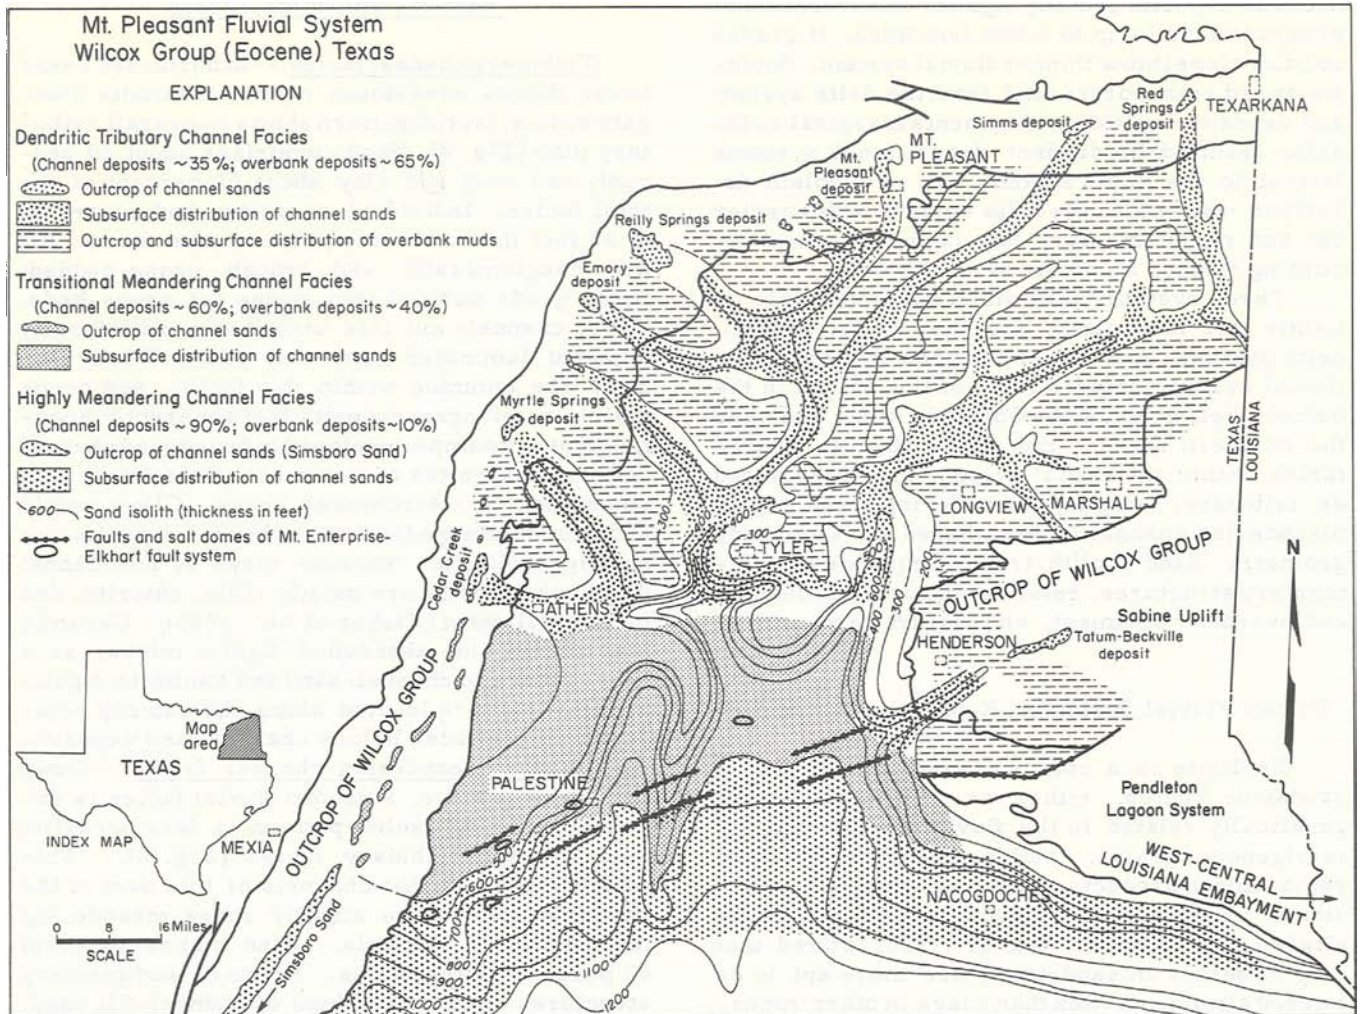 Mt. Pleasant Fluvial System
Wilcox Group (Eocene) Texas
EXPLANATION
Dendritic Tributary Channel Facies
(Channel deposits ~ 35%; overbank deposits ~ 65%)
Outcrop of channel sands
Subsurface distribution of channel sands
Outcrop and subsurface distribution of overbank muds
Transitional Meandering Channel Facies
(Channel deposits ~ 60%; overbank deposits ~ 40%)
Outcrop of channel sands
Subsurface distribution of channel sands
Highly Meandering Channel Facies
(Channel deposits ~ 90%; overbank deposits ~ 10%)
Outcrop of channel sands (Simsboro Sand)
Subsurface distribution of channel sands
600 Sand isolith (thickness in feet)
Faults and salt domes of Mt. Enterprise-
Elkhart fault system
Red
Springs
deposit
TEXARKANA
Simms deposit
MT.
PLEASANT
Mt.
Pleasant
deposit
Reilly Springs deposit
Emory
deposit
Myrtle Springs
deposit
TEXAS
LOUISIANA
300
400
300
TYLER
LONGVIEW
MARSHALL
OUTCROP OF WILCOX GROUP
N
Cedar Creek
deposit
ATHENS
600
400
300
HENDERSON
Sabine Uplift
Tatum-Beckville
deposit
Map
area
TEXAS
INDEX MAP
MEXIA
OUTCROP OF WILCOX GROUP
PALESTINE
Pendleton
Lagoon System
WEST-CENTRAL
LOUISIANA EMBAYMENT
NACOGDOCHES
0 8 16 Miles
SCALE
Simsboro Sand
600
800
900
1000
1100
1200